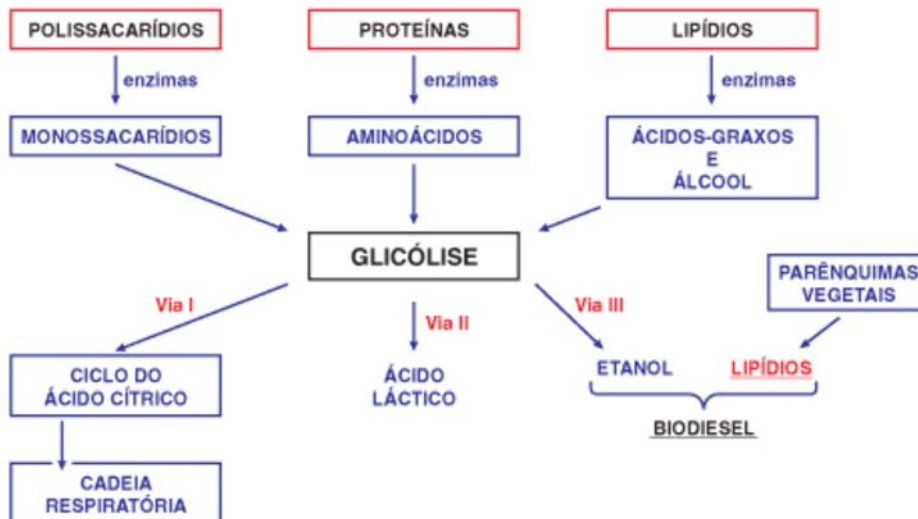 POLISSACARÍDIOS
PROTEÍNAS
LIPÍDIOS
enzimas
enzimas
enzimas
MONOSSACARÍDIOS
AMINOÁCIDOS
ÁCIDOS-GRAXOS
E
ÁLCOOL
GLICÓLISE
PARÊNQUIMAS
VEGETAIS
Via I
Via II
Via III
CICLO DO
ÁCIDO CÍTRICO
ÁCIDO
LÁCTICO
ETANOL
LIPÍDIOS
BIODIESEL
CADEIA
RESPIRATÓRIA